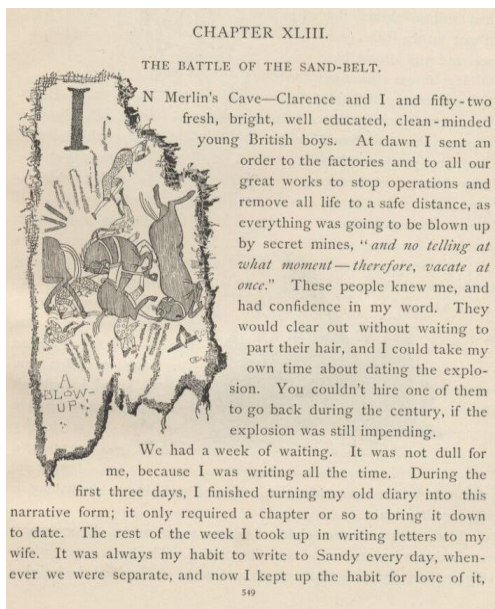 CHAPTER XLIII.
THE BATTLE OF THE SAND-BELT.
IN Merlin's Cave—Clarence and I and fifty-two
fresh, bright, well educated, clean-minded
young British boys. At dawn I sent an
order to the factories and to all our
great works to stop operations and
remove all life to a safe distance, as
everything was going to be blown up
by secret mines, "and no telling at
what moment—therefore, vacate at
once." These people knew me, and
had confidence in my word. They
would clear out without waiting to
part their hair, and I could take my
own time about dating the explo-
sion. You couldn't hire one of them
to go back during the century, if the
explosion was still impending.
A
BLOW-
UP
We had a week of waiting. It was not dull for
me, because I was writing all the time. During the
first three days, I finished turning my old diary into this
narrative form; it only required a chapter or so to bring it down
to date. The rest of the week I took up in writing letters to my
wife. It was always my habit to write to Sandy every day, when-
ever we were separate, and now I kept up the habit for love of it,
549